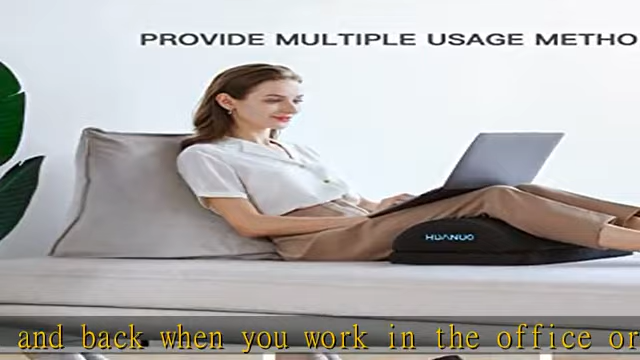 PROVIDE MULTIPLE USAGE METHO
HUANUO
and back when you work in the office or